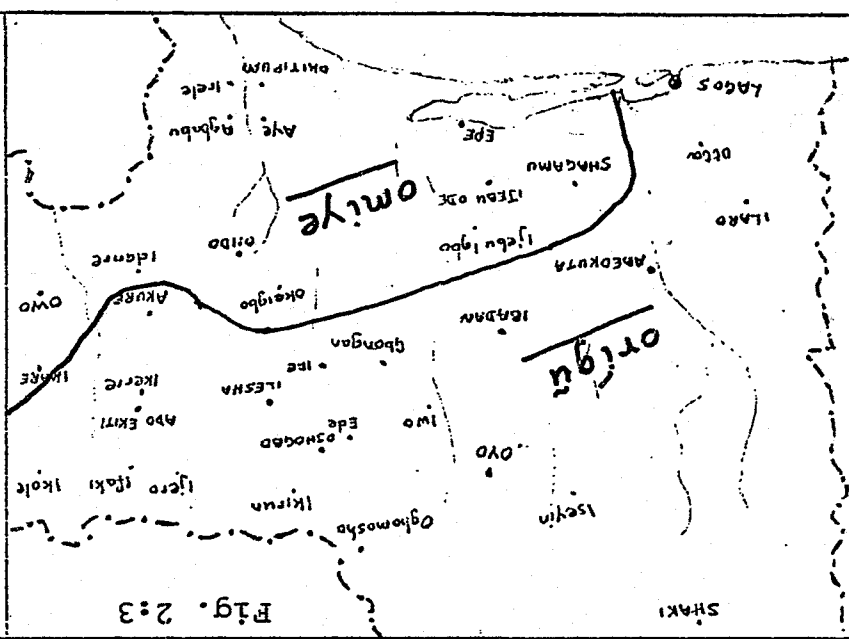 Fig. 2:3
SHAKI
Iseyin
Oghomosho
Ikirun
Ijero
Ifaki
Ikole
OYO
IWO
Ede
OSHOGBO
ADO EKITI
ILESHA
Ikerre
IKARE
origũ
IBADAN
Gbongan
IFE
AKURE
OWO
ABEOKUTA
Okeigbo
Idanre
Ijebu Igbo
ONDO
ILARO
omiye
IJEBU ODE
SHAGAMU
Otta
EPE
Aye
Agbabu
LAGOS
Irele